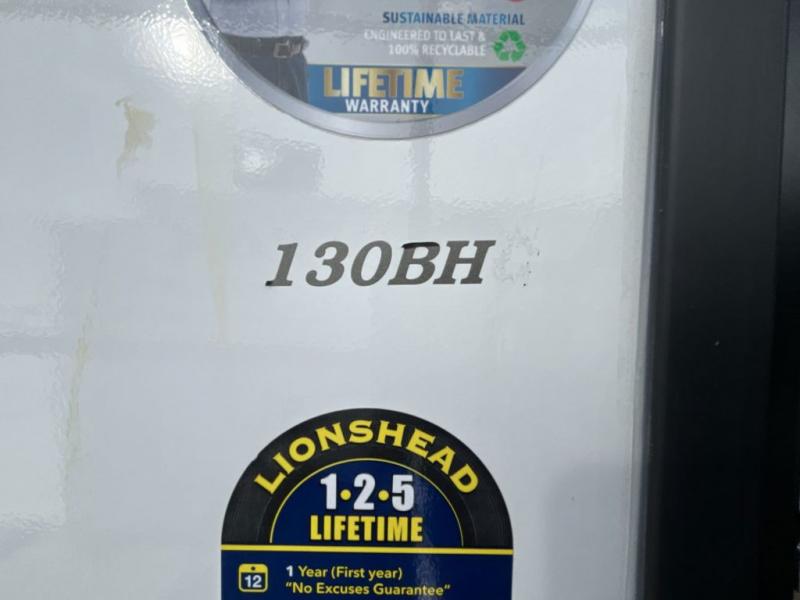 SUSTAINABLE MATERIAL
ENGINEERED TO LAST &
100% RECYCLABLE
LIFETIME
WARRANTY
130BH
LIONSHEAD
1•2•5
LIFETIME
12
1 Year (First year)
"No Excuses Guarantee"